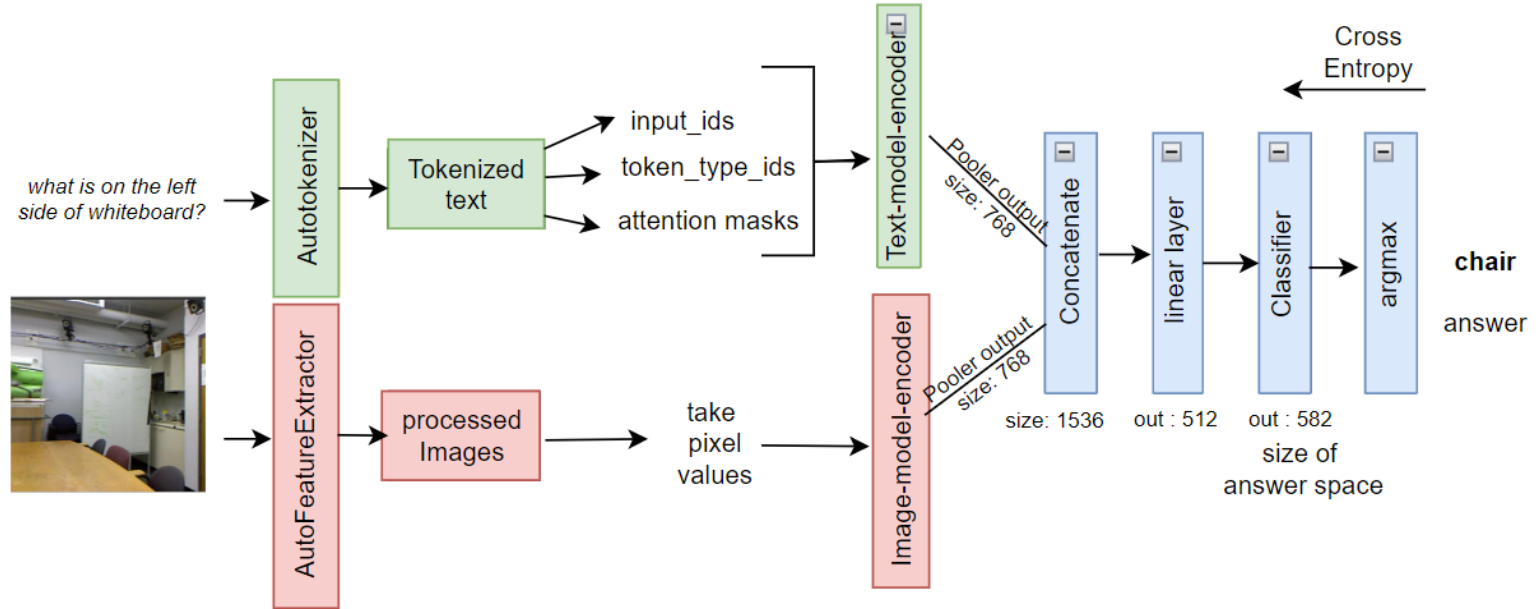 what is on the left
side of whiteboard?
Autotokenizer
Tokenized
text
input_ids
token_type_ids
attention masks
Text-model-encoder
Pooler output
size: 768
AutoFeatureExtractor
processed
Images
take
pixel
values
Image-model-encoder
Pooler output
size: 768
Concatenate
size: 1536
linear layer
out : 512
Classifier
out : 582
size of
answer space
argmax
Cross
Entropy
chair
answer